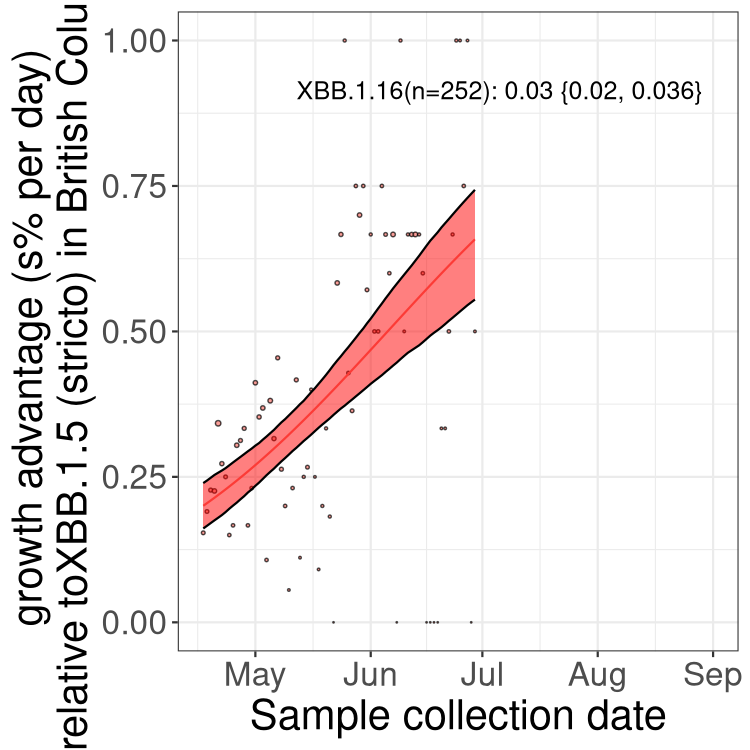 growth advantage (s% per day)
relative toXBB.1.5 (stricto) in British Colu
1.00
0.75
0.50
0.25
0.00
XBB.1.16(n=252): 0.03 {0.02, 0.036}
May Jun Jul Aug Sep
Sample collection date